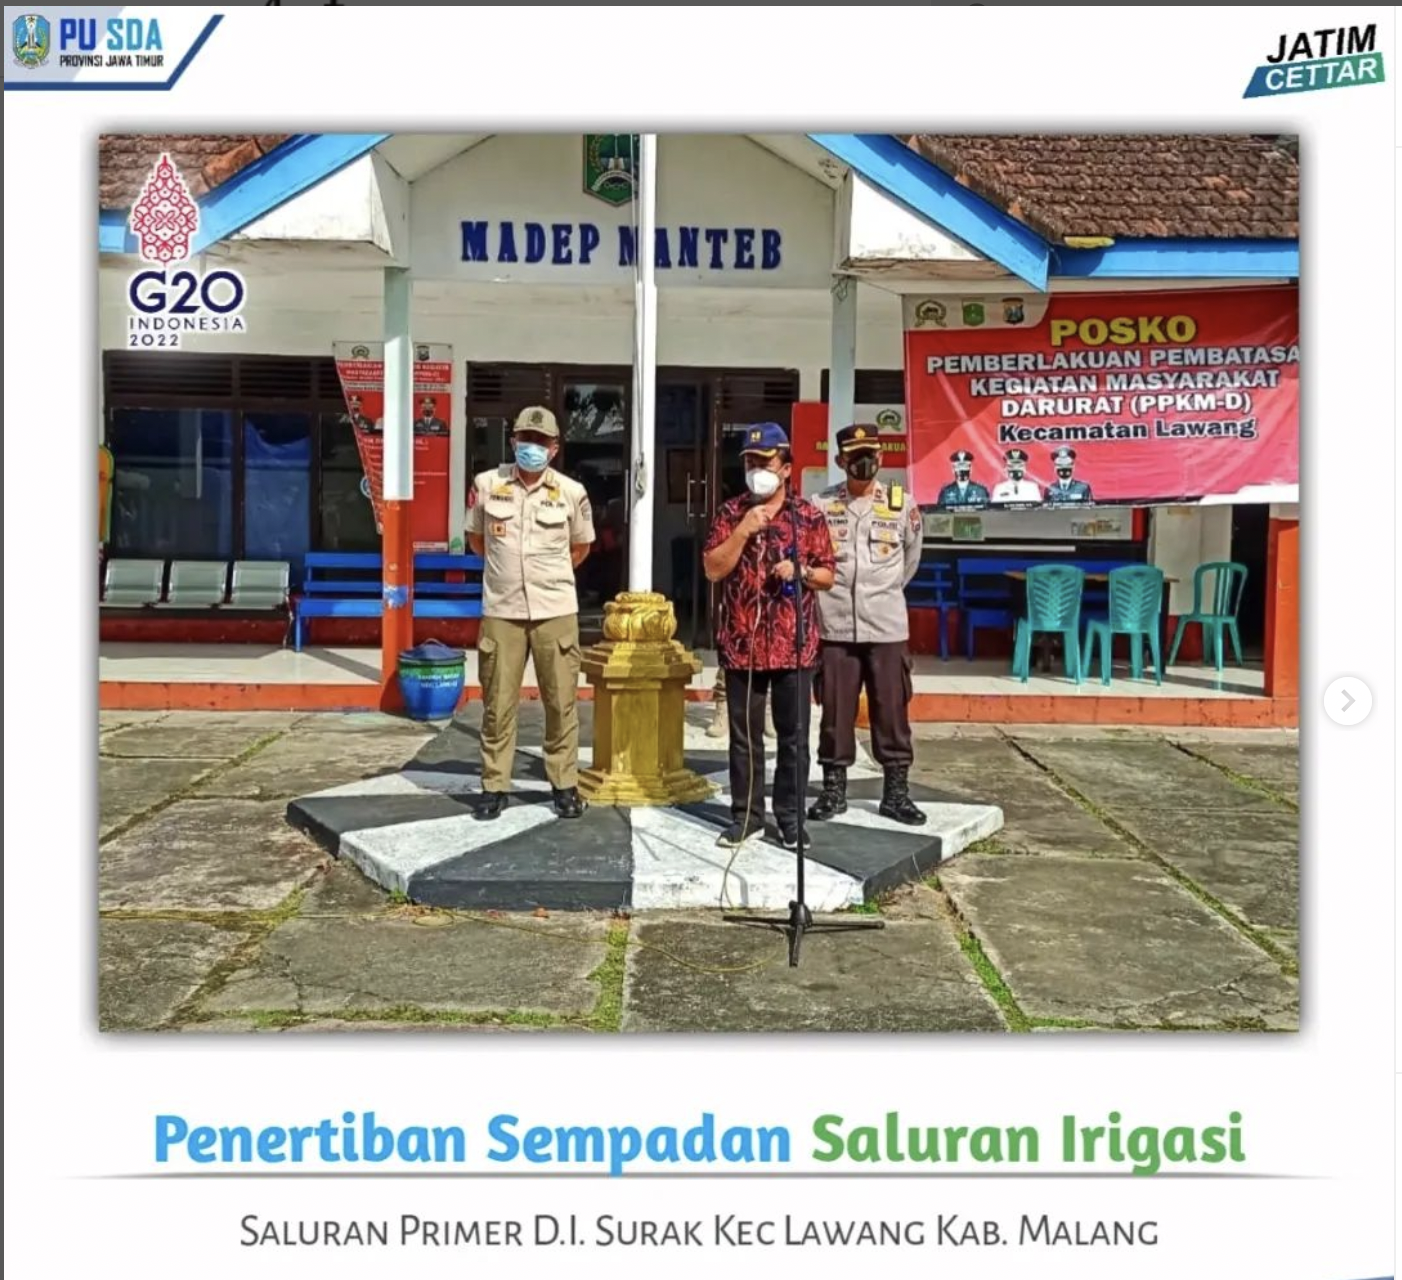 PU SDA
PROVINSI JAWA TIMUR
JATIM
CETTAR
G20
INDONESIA
2022
MADEP MANTEB
POSKO
PEMBERLAKUAN PEMBATASA
KEGIATAN MASYARAKAT
DARURAT (PPKM-D)
Kecamatan Lawang
Penertiban Sempadan Saluran Irigasi
SALURAN PRIMER D.I. SURAK KEC LAWANG KAB. MALANG